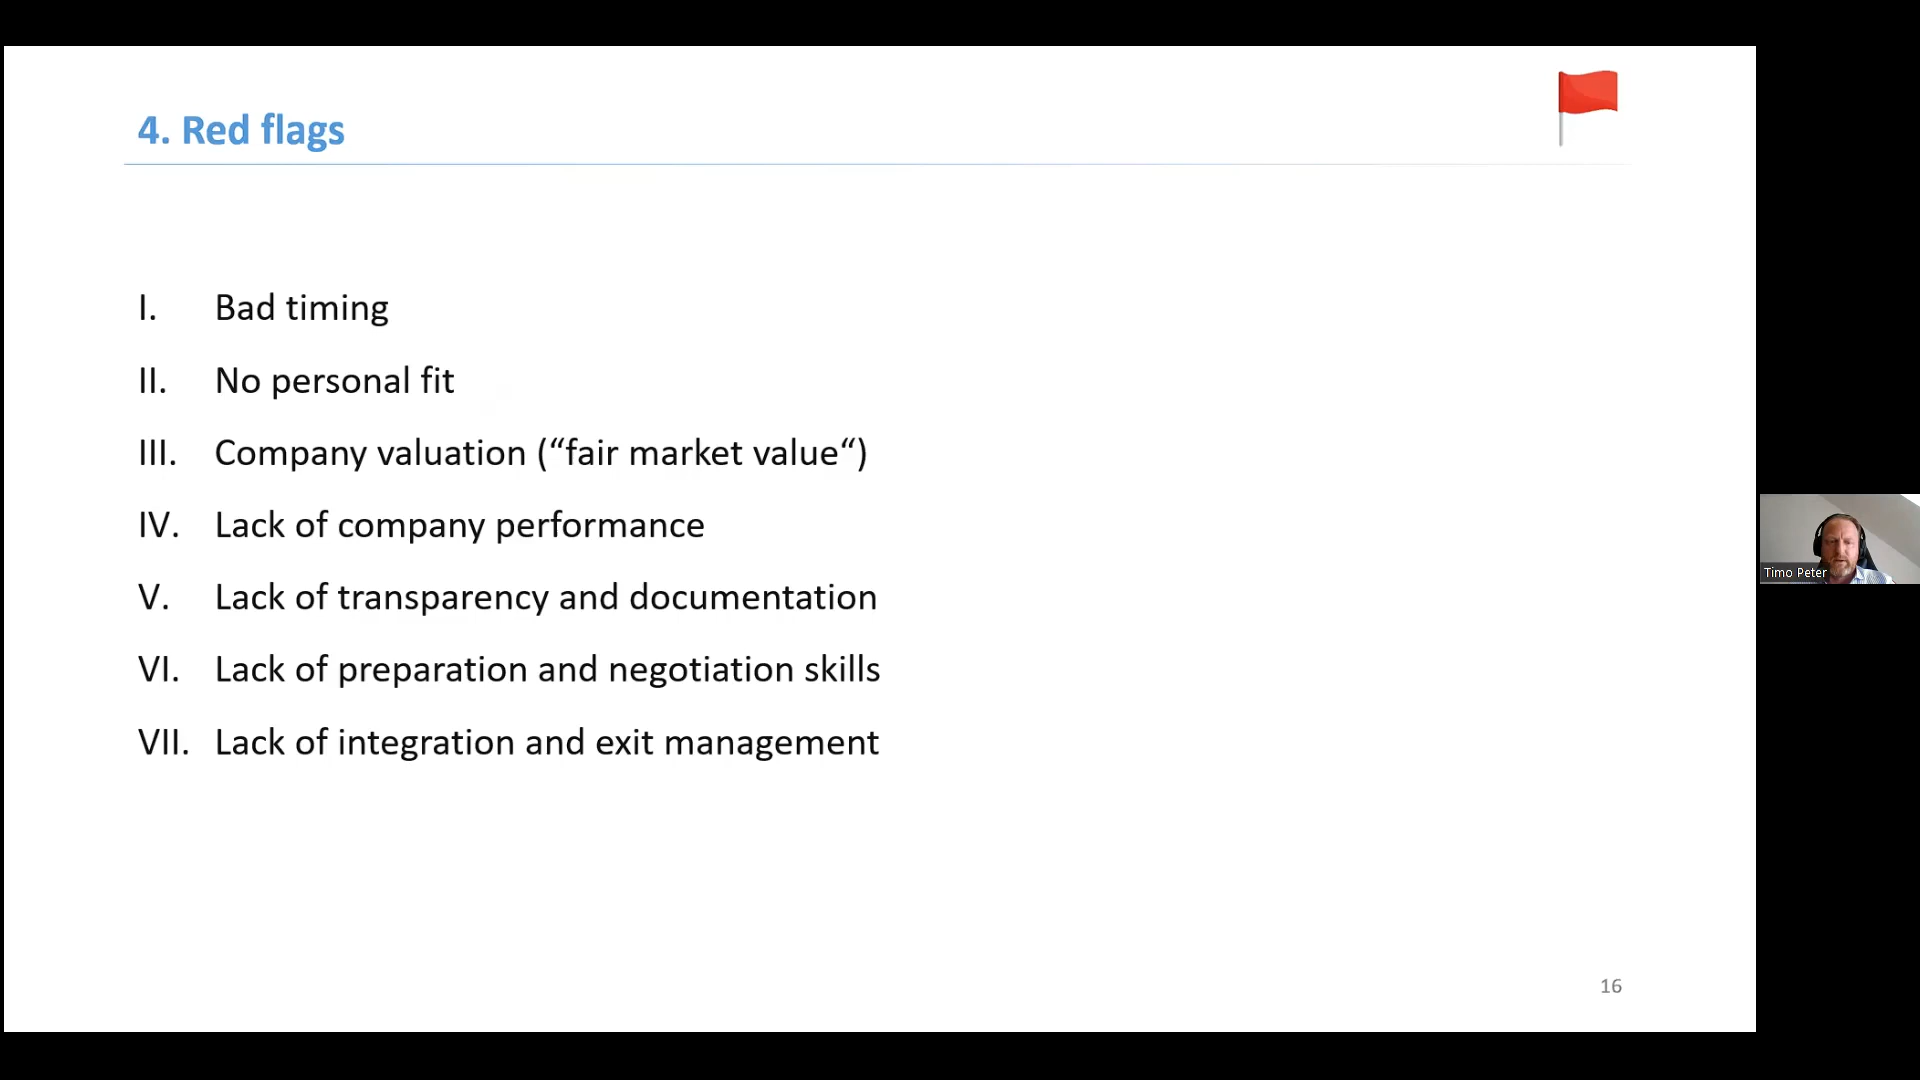 4. Red flags
I. Bad timing
II. No personal fit
III. Company valuation (“fair market value“)
IV. Lack of company performance
V. Lack of transparency and documentation
VI. Lack of preparation and negotiation skills
VII. Lack of integration and exit management
Timo Peter
16